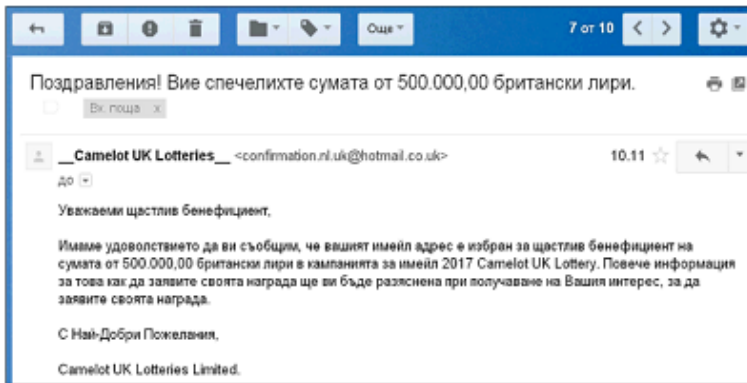 Още
7 от 10
Поздравления! Вие спечелихте сумата от 500.000,00 британски лири.
Вх. поща x
__Camelot UK Lotteries__ <confirmation.nl.uk@hotmail.co.uk> 10.11
до
Уважаеми щастлив бенефициент,
Имаме удоволствието да ви съобщим, че вашият имейл адрес е избран за щастлив бенефициент на
сумата от 500.000,00 британски лири в кампанията за имейл 2017 Camelot UK Lottery. Повече информация
за това как да заявите своята награда ще ви бъде разяснена при получаване на Вашия интерес, за да
заявите своята награда.
С Най-Добри Пожелания,
Camelot UK Lotteries Limited.